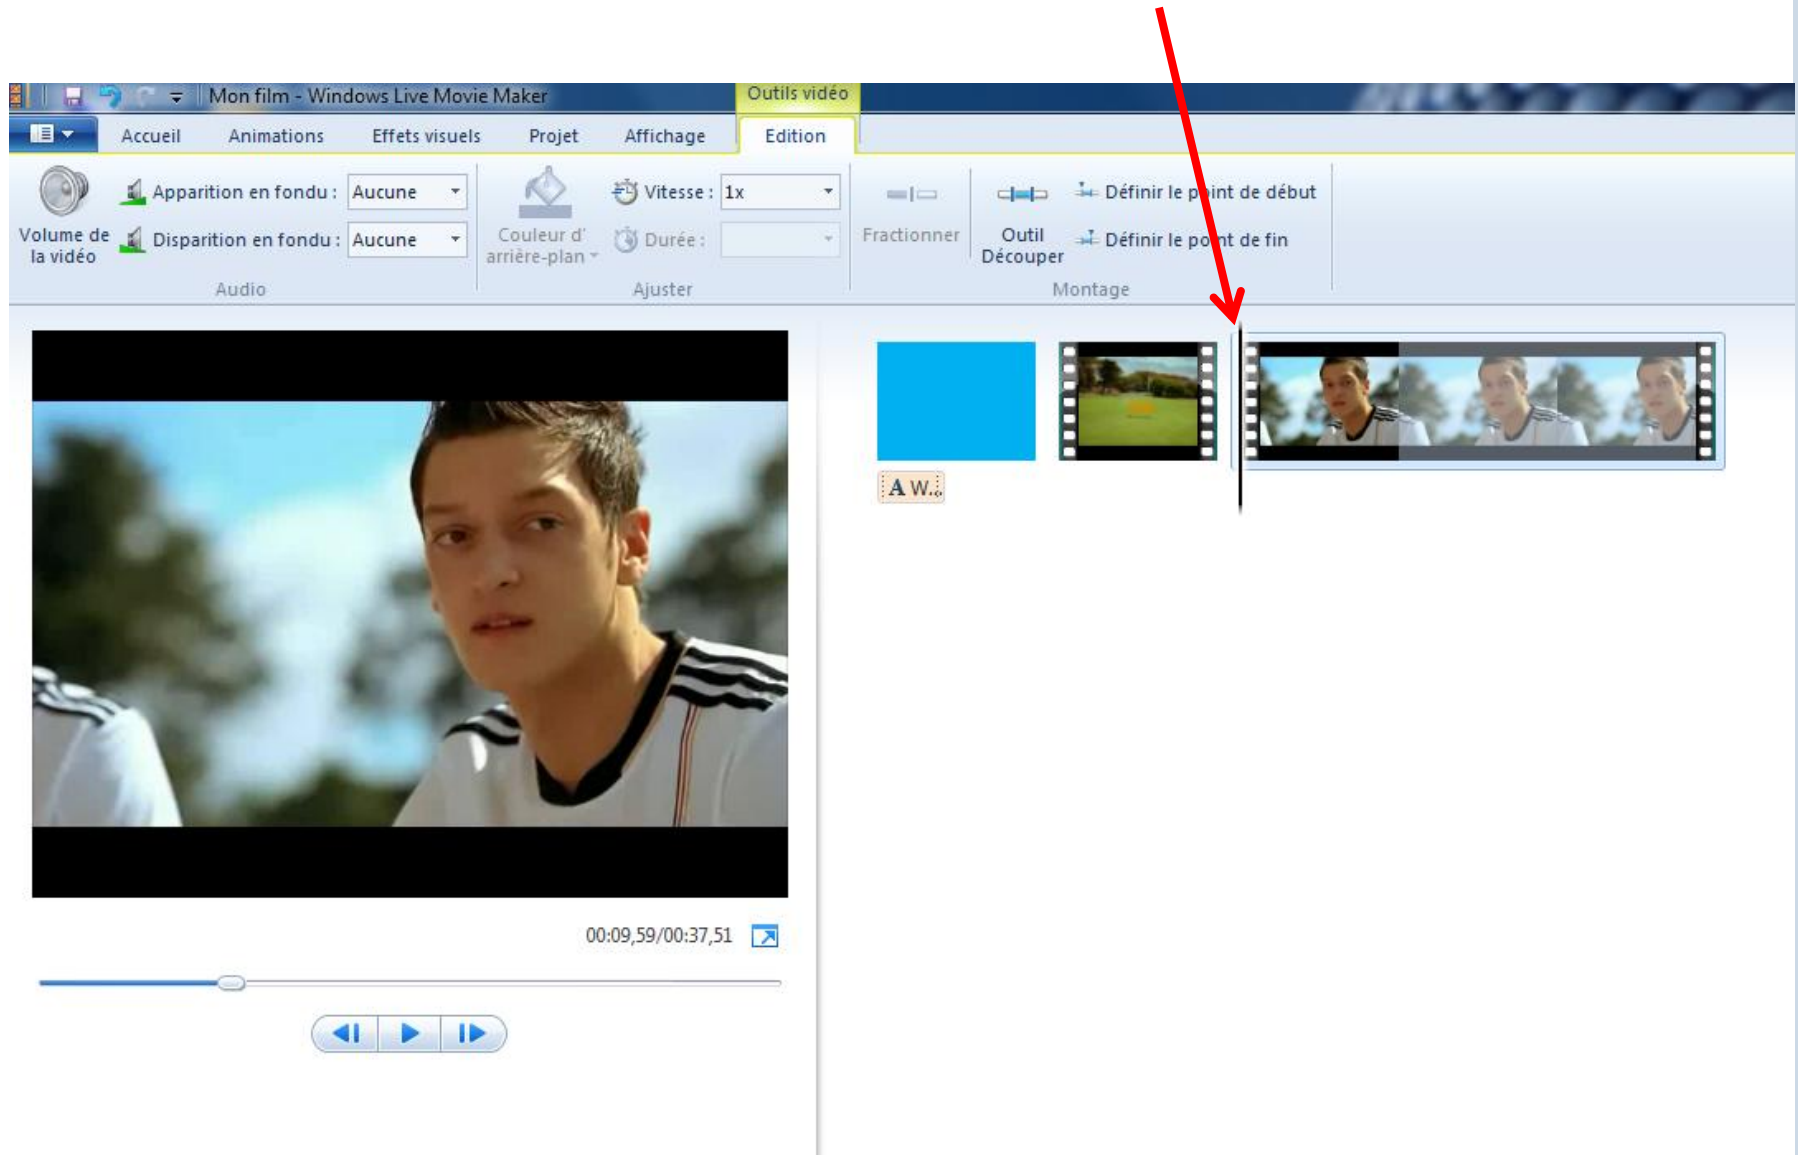 Mon film - Windows Live Movie Maker
Outils vidéo
Accueil Animations Effets visuels Projet Affichage Edition
Volume de la vidéo
Apparition en fondu : Aucune
Disparition en fondu : Aucune
Audio
Couleur d'
arrière-plan
Vitesse : 1x
Durée :
Ajuster
Fractionner
Outil
Découper
Définir le point de début
Définir le point de fin
Montage
A W..
00:09,59/00:37,51